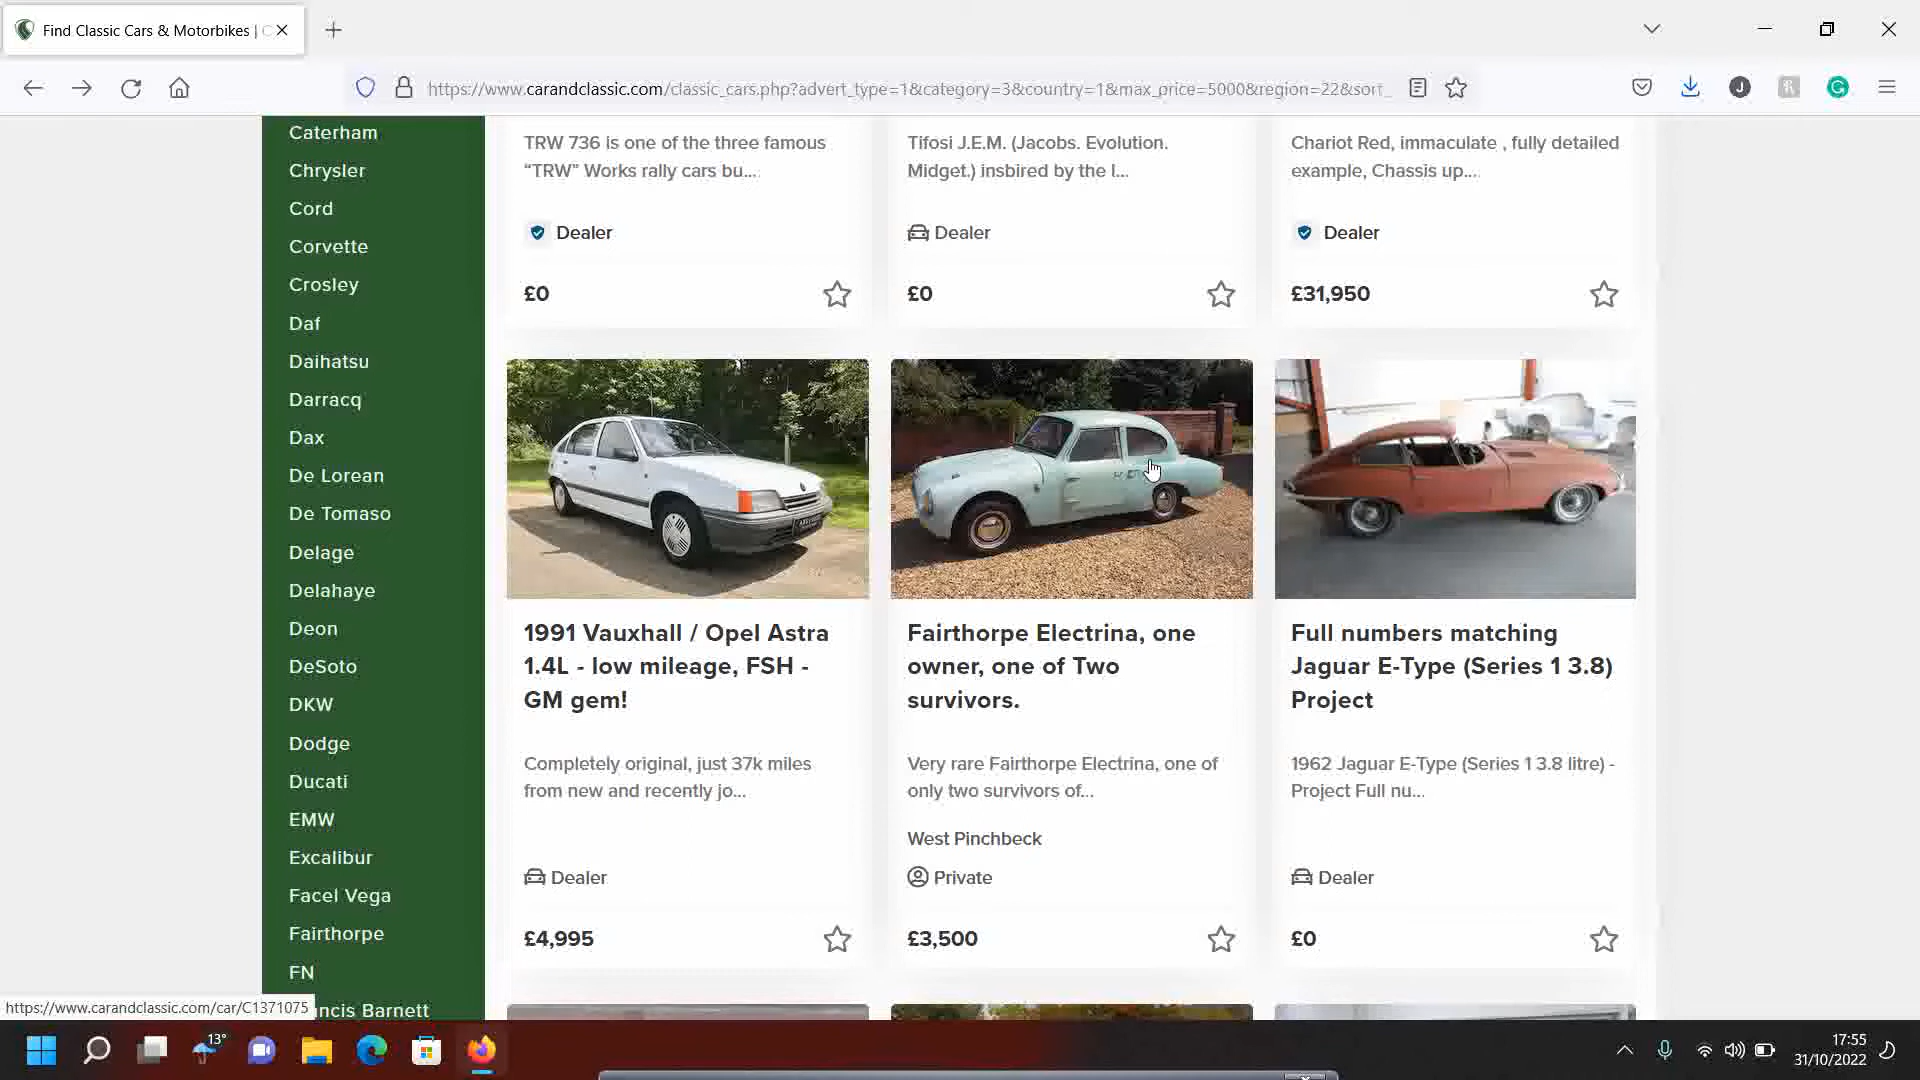 Find Classic Cars & Motorbikes | C
https://www.carandclassic.com/classic_cars.php?advert_type=1&category=3&country=1&max_price=5000&region=22&sort_
Caterham
Chrysler
Cord
Corvette
Crosley
Daf
Daihatsu
Darracq
Dax
De Lorean
De Tomaso
Delage
Delahaye
Deon
DeSoto
DKW
Dodge
Ducati
EMW
Excalibur
Facel Vega
Fairthorpe
FN
ncis Barnett
TRW 736 is one of the three famous
“TRW” Works rally cars bu...
Dealer
£0
Tifosi J.E.M. (Jacobs. Evolution.
Midget.) insbired by the l...
Dealer
£0
Chariot Red, immaculate , fully detailed
example, Chassis up...
Dealer
£31,950
1991 Vauxhall / Opel Astra
1.4L - low mileage, FSH -
GM gem!
Completely original, just 37k miles
from new and recently jo...
Dealer
£4,995
Fairthorpe Electrina, one
owner, one of Two
survivors.
Very rare Fairthorpe Electrina, one of
only two survivors of...
West Pinchbeck
Private
£3,500
Full numbers matching
Jaguar E-Type (Series 1 3.8)
Project
1962 Jaguar E-Type (Series 1 3.8 litre) -
Project Full nu...
Dealer
£0
https://www.carandclassic.com/car/C1371075
13°
17:55
31/10/2022